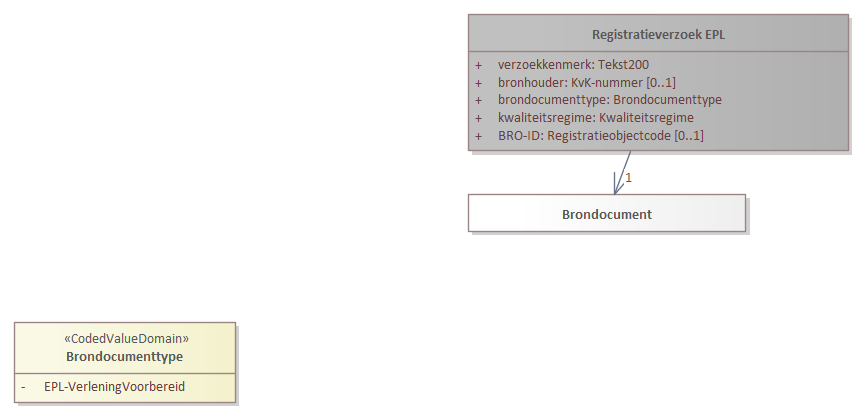 Registratieverzoek EPL
+ verzoekkenmerk: Tekst200
+ bronhouder: KvK-nummer [0..1]
+ brondocumenttype: Brondocumenttype
+ kwaliteitsregime: Kwaliteitsregime
+ BRO-ID: Registratieobjectcode [0..1]
1
Brondocument
«CodedValueDomain»
Brondocumenttype
- EPL-VerleningVoorbereid